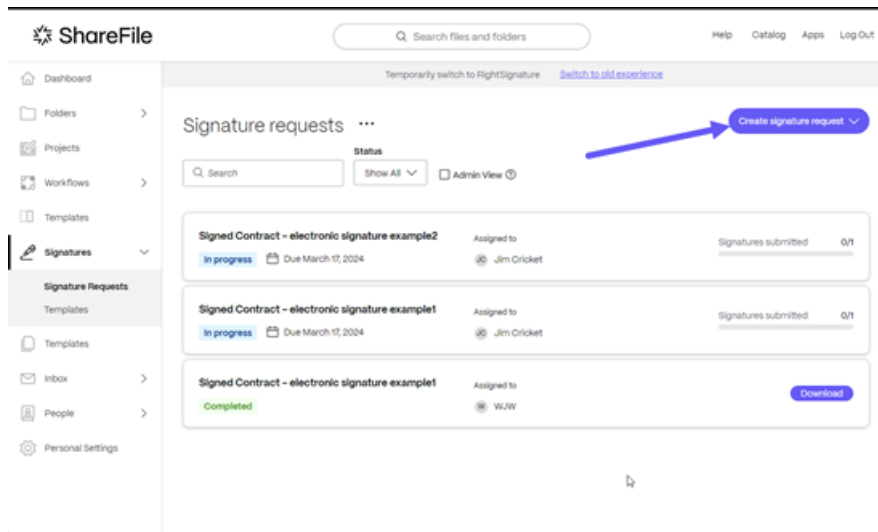 ShareFile
Search files and folders
Help Catalog Apps Log Out
Dashboard
Folders
Projects
Workflows
Templates
Signatures
Signature Requests
Templates
Templates
Inbox
People
Personal Settings
Temporarily switch to RightSignature Switch to old experience
Signature requests ...
Create signature request
Status
Search
Show All
Admin View ?
Signed Contract – electronic signature example2
In progress Due March 17, 2024
Assigned to
JC Jim Cricket
Signatures submitted 0/1
Signed Contract – electronic signature example1
In progress Due March 17, 2024
Assigned to
JC Jim Cricket
Signatures submitted 0/1
Signed Contract – electronic signature example1
Completed
Assigned to
W WJW
Download